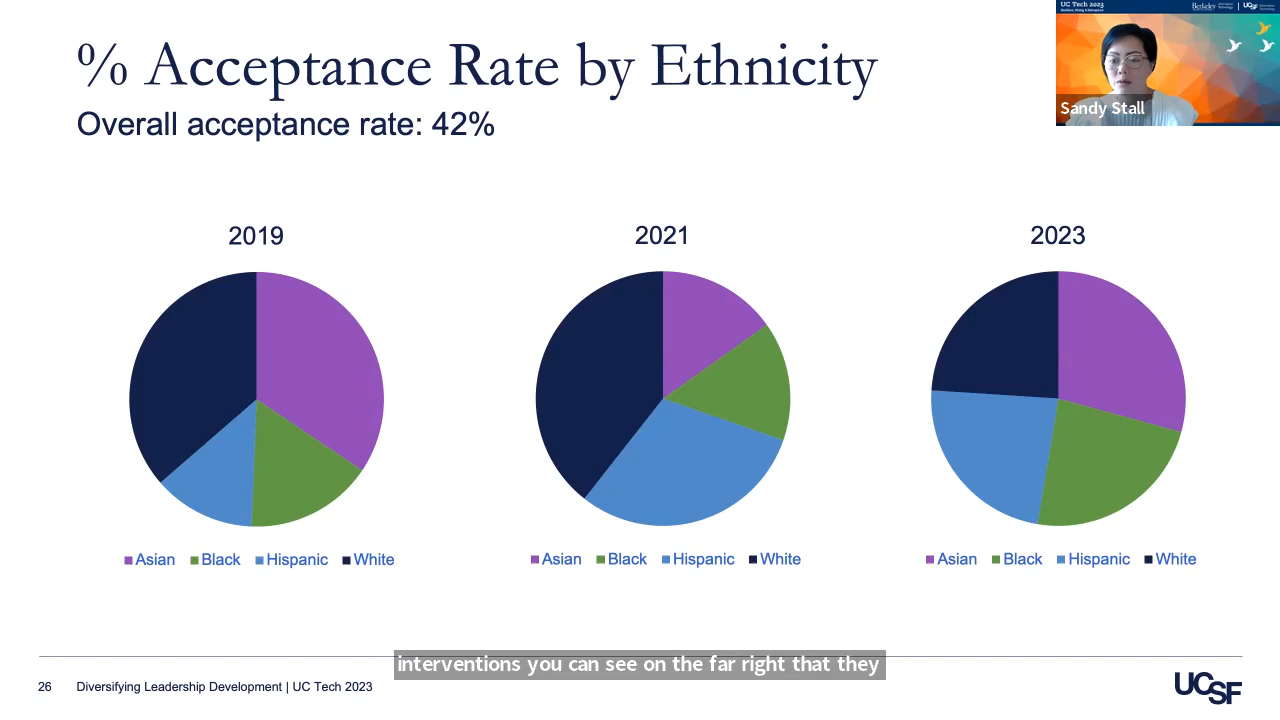 % Acceptance Rate by Ethnicity
Overall acceptance rate: 42%
UC Tech 2023
Berkeley
UCSF
Sandy Stall
2019
2021
2023
Asian Black Hispanic White
Asian Black Hispanic White
Asian Black Hispanic White
interventions you can see on the far right that they
26 Diversifying Leadership Development | UC Tech 2023
UCSF